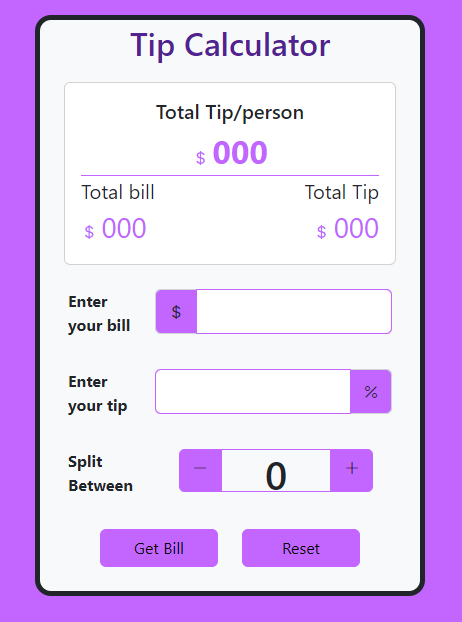 Tip Calculator
Total Tip/person
$ 000
Total bill Total Tip
$ 000 $ 000
Enter
your bill
$
Enter
your tip
%
Split
Between
− 0 +
Get Bill Reset